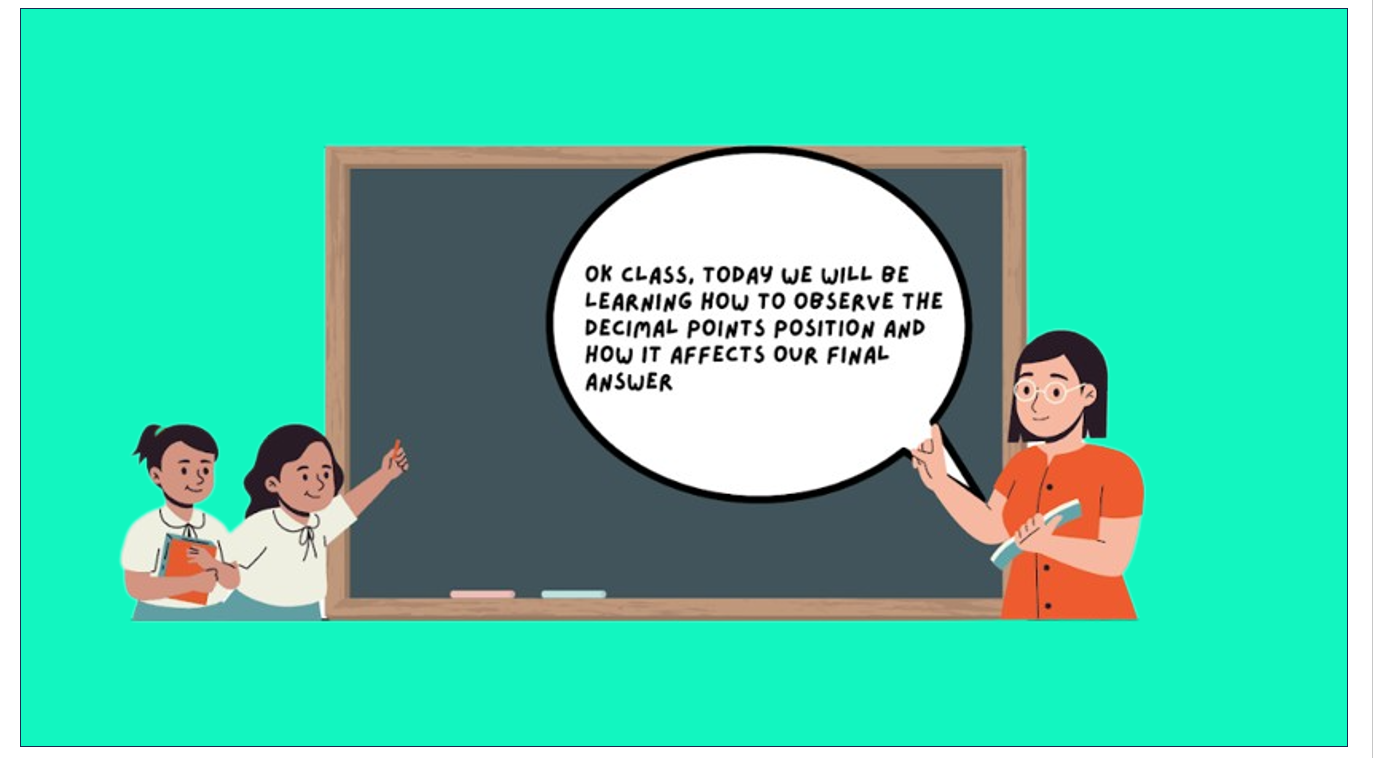 OK CLASS, TODAY WE WILL BE
LEARNING HOW TO OBSERVE THE
DECIMAL POINTS POSITION AND
HOW IT AFFECTS OUR FINAL
ANSWER